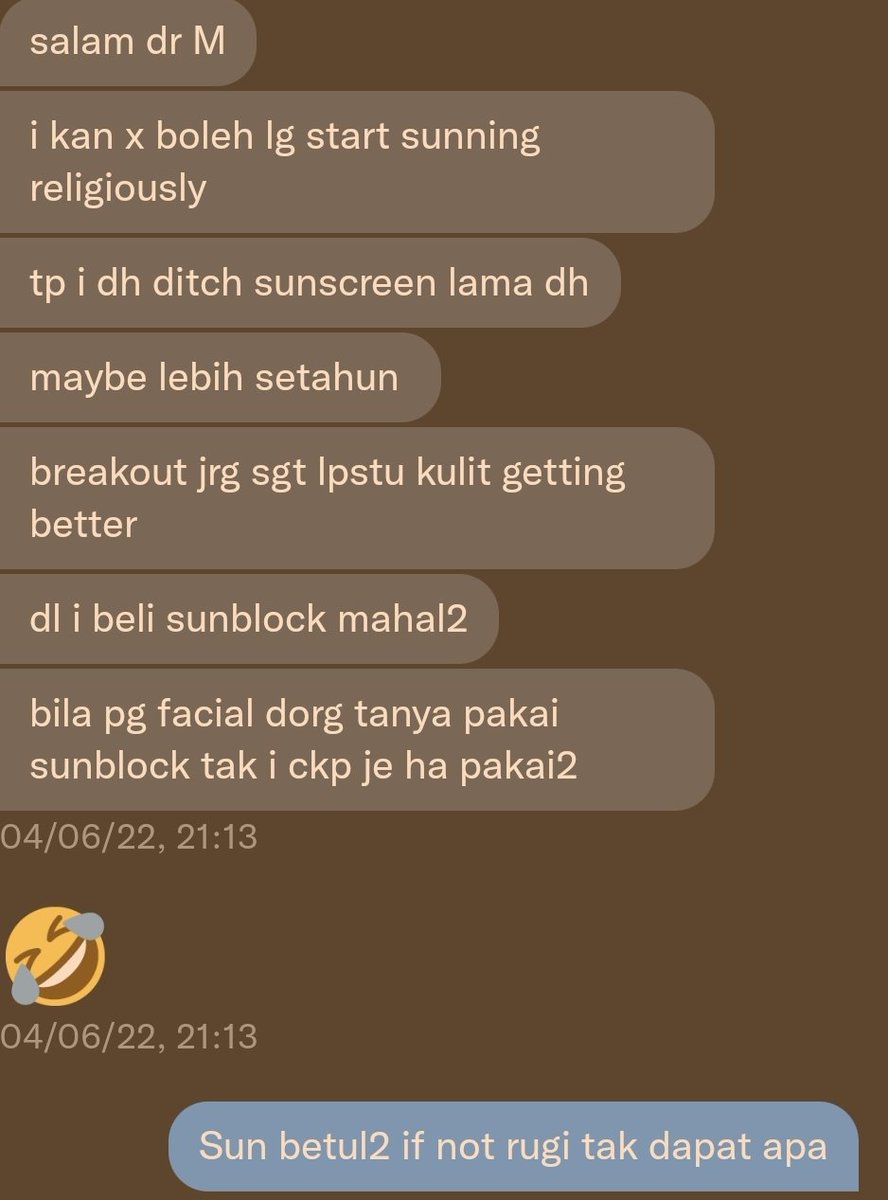 salam dr M
i kan x boleh lg start sunning
religiously
tp i dh ditch sunscreen lama dh
maybe lebih setahun
breakout jrg sgt lpstu kulit getting
better
dl i beli sunblock mahal2
bila pg facial dorg tanya pakai
sunblock tak i ckp je ha pakai2
04/06/22, 21:13
🤣
04/06/22, 21:13
Sun betul2 if not rugi tak dapat apa